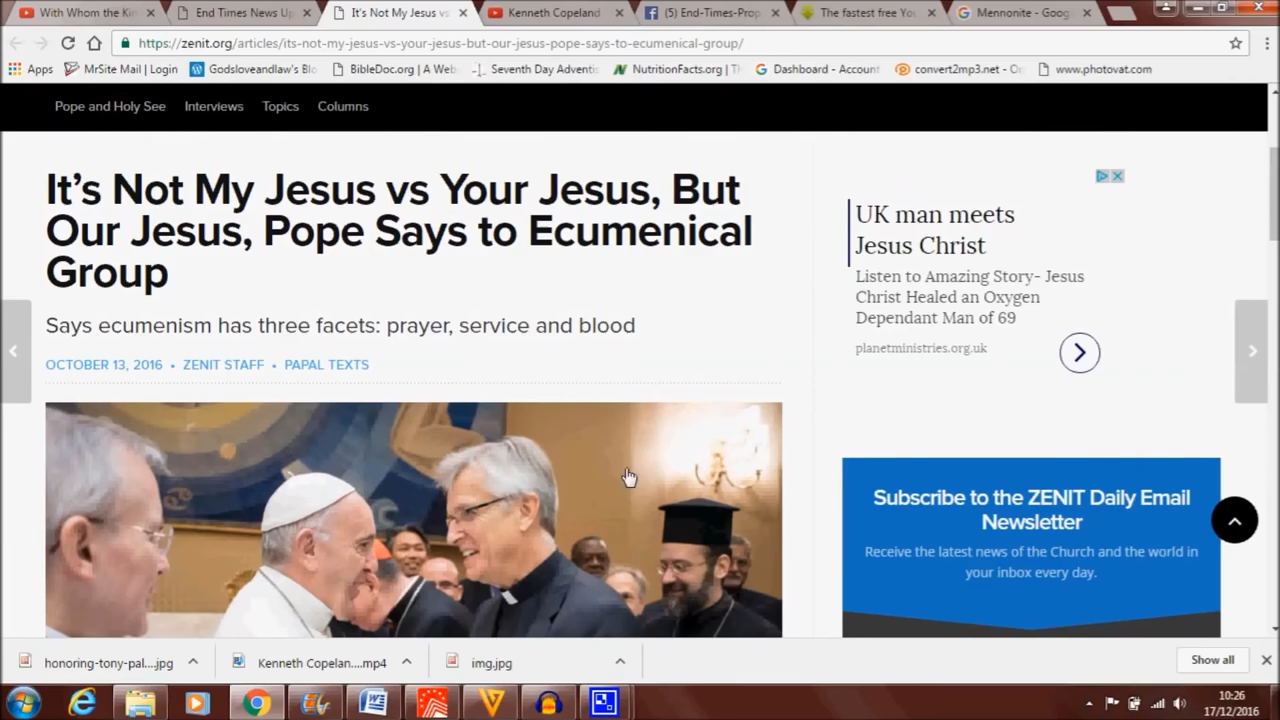 With Whom the Kin
End Times News Up
It's Not My Jesus vs
Kenneth Copeland
(5) End-Times-Prop
The fastest free You
Mennonite - Goog
https://zenit.org/articles/its-not-my-jesus-vs-your-jesus-but-our-jesus-pope-says-to-ecumenical-group/
Apps
MrSite Mail | Login
Godsloveandlaw's Blo
BibleDoc.org | A Web
Seventh Day Adventis
NutritionFacts.org | Th
Dashboard - Account
convert2mp3.net - On
www.photovat.com
Pope and Holy See
Interviews
Topics
Columns
It's Not My Jesus vs Your Jesus, But
Our Jesus, Pope Says to Ecumenical
Group
Says ecumenism has three facets: prayer, service and blood
OCTOBER 13, 2016 • ZENIT STAFF • PAPAL TEXTS
UK man meets
Jesus Christ
Listen to Amazing Story- Jesus
Christ Healed an Oxygen
Dependant Man of 69
planetministries.org.uk
Subscribe to the ZENIT Daily Email
Newsletter
Receive the latest news of the Church and the world in
your inbox every day.
honoring-tony-pal....jpg
Kenneth Copelan....mp4
img.jpg
Show all
10:26
17/12/2016